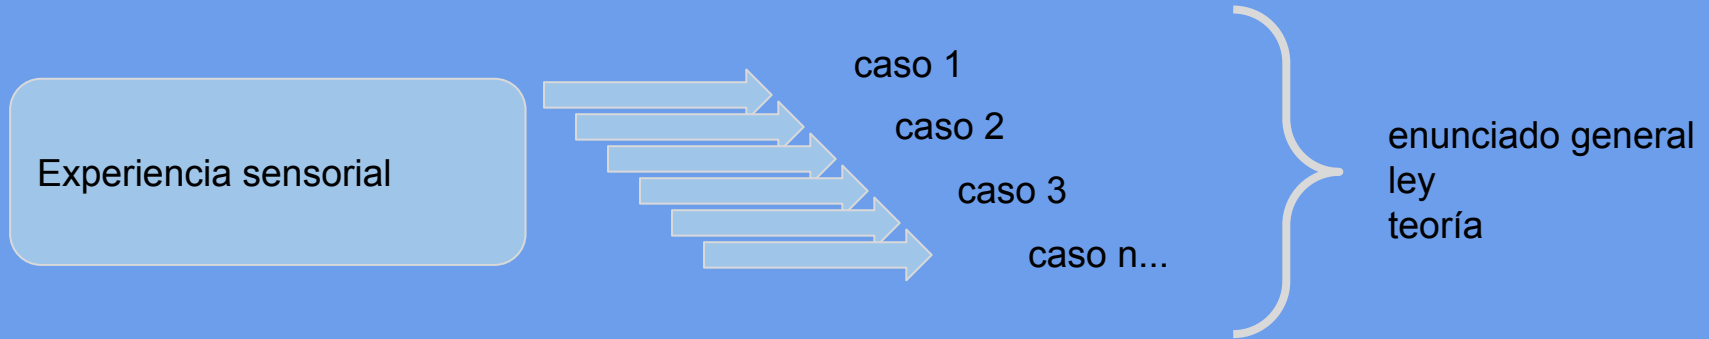 Experiencia sensorial
caso 1
caso 2
caso 3
caso n...
enunciado general
ley
teoría